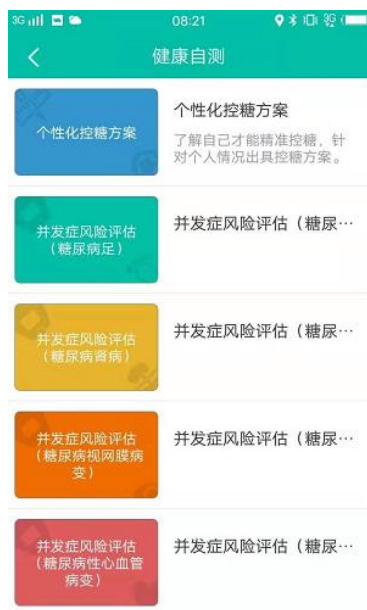 3G
08:21
健康自测
个性化控糖方案
个性化控糖方案
了解自己才能精准控糖，针
对个人情况出具控糖方案。
并发症风险评估
（糖尿病足）
并发症风险评估（糖尿…
并发症风险评估
（糖尿病肾病）
并发症风险评估（糖尿…
并发症风险评估
（糖尿病视网膜病
变）
并发症风险评估（糖尿…
并发症风险评估
（糖尿病性心血管
病变）
并发症风险评估（糖尿…